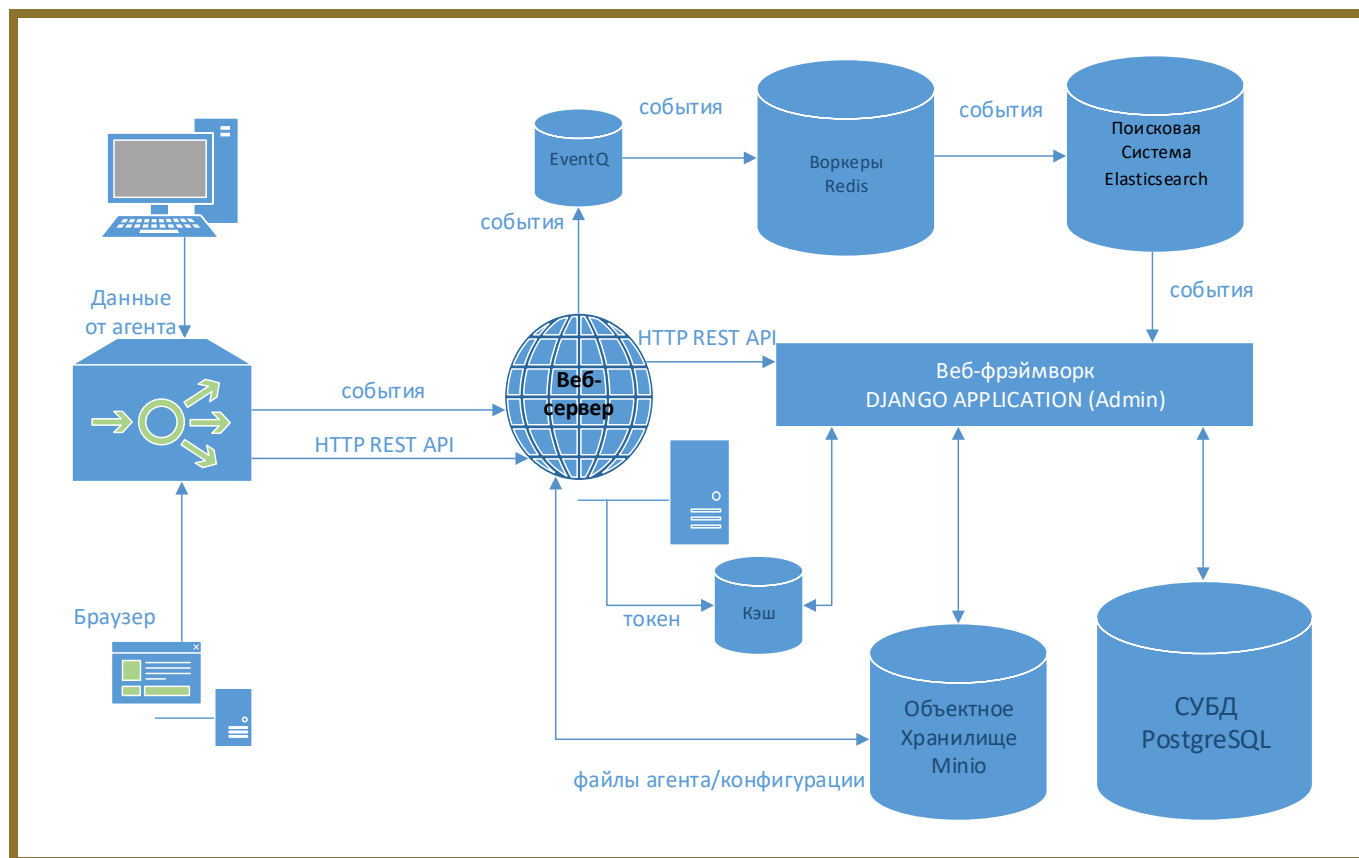 события
события
Поисковая
Система
Elasticsearch
EventQ
Воркеры
Redis
события
Данные
от агента
события
события
HTTP REST API
HTTP REST API
Веб-
сервер
Веб-фрэймворк
DJANGO APPLICATION (Admin)
Браузер
токен
Кэш
Объектное
Хранилище
Minio
СУБД
PostgreSQL
файлы агента/конфигурации